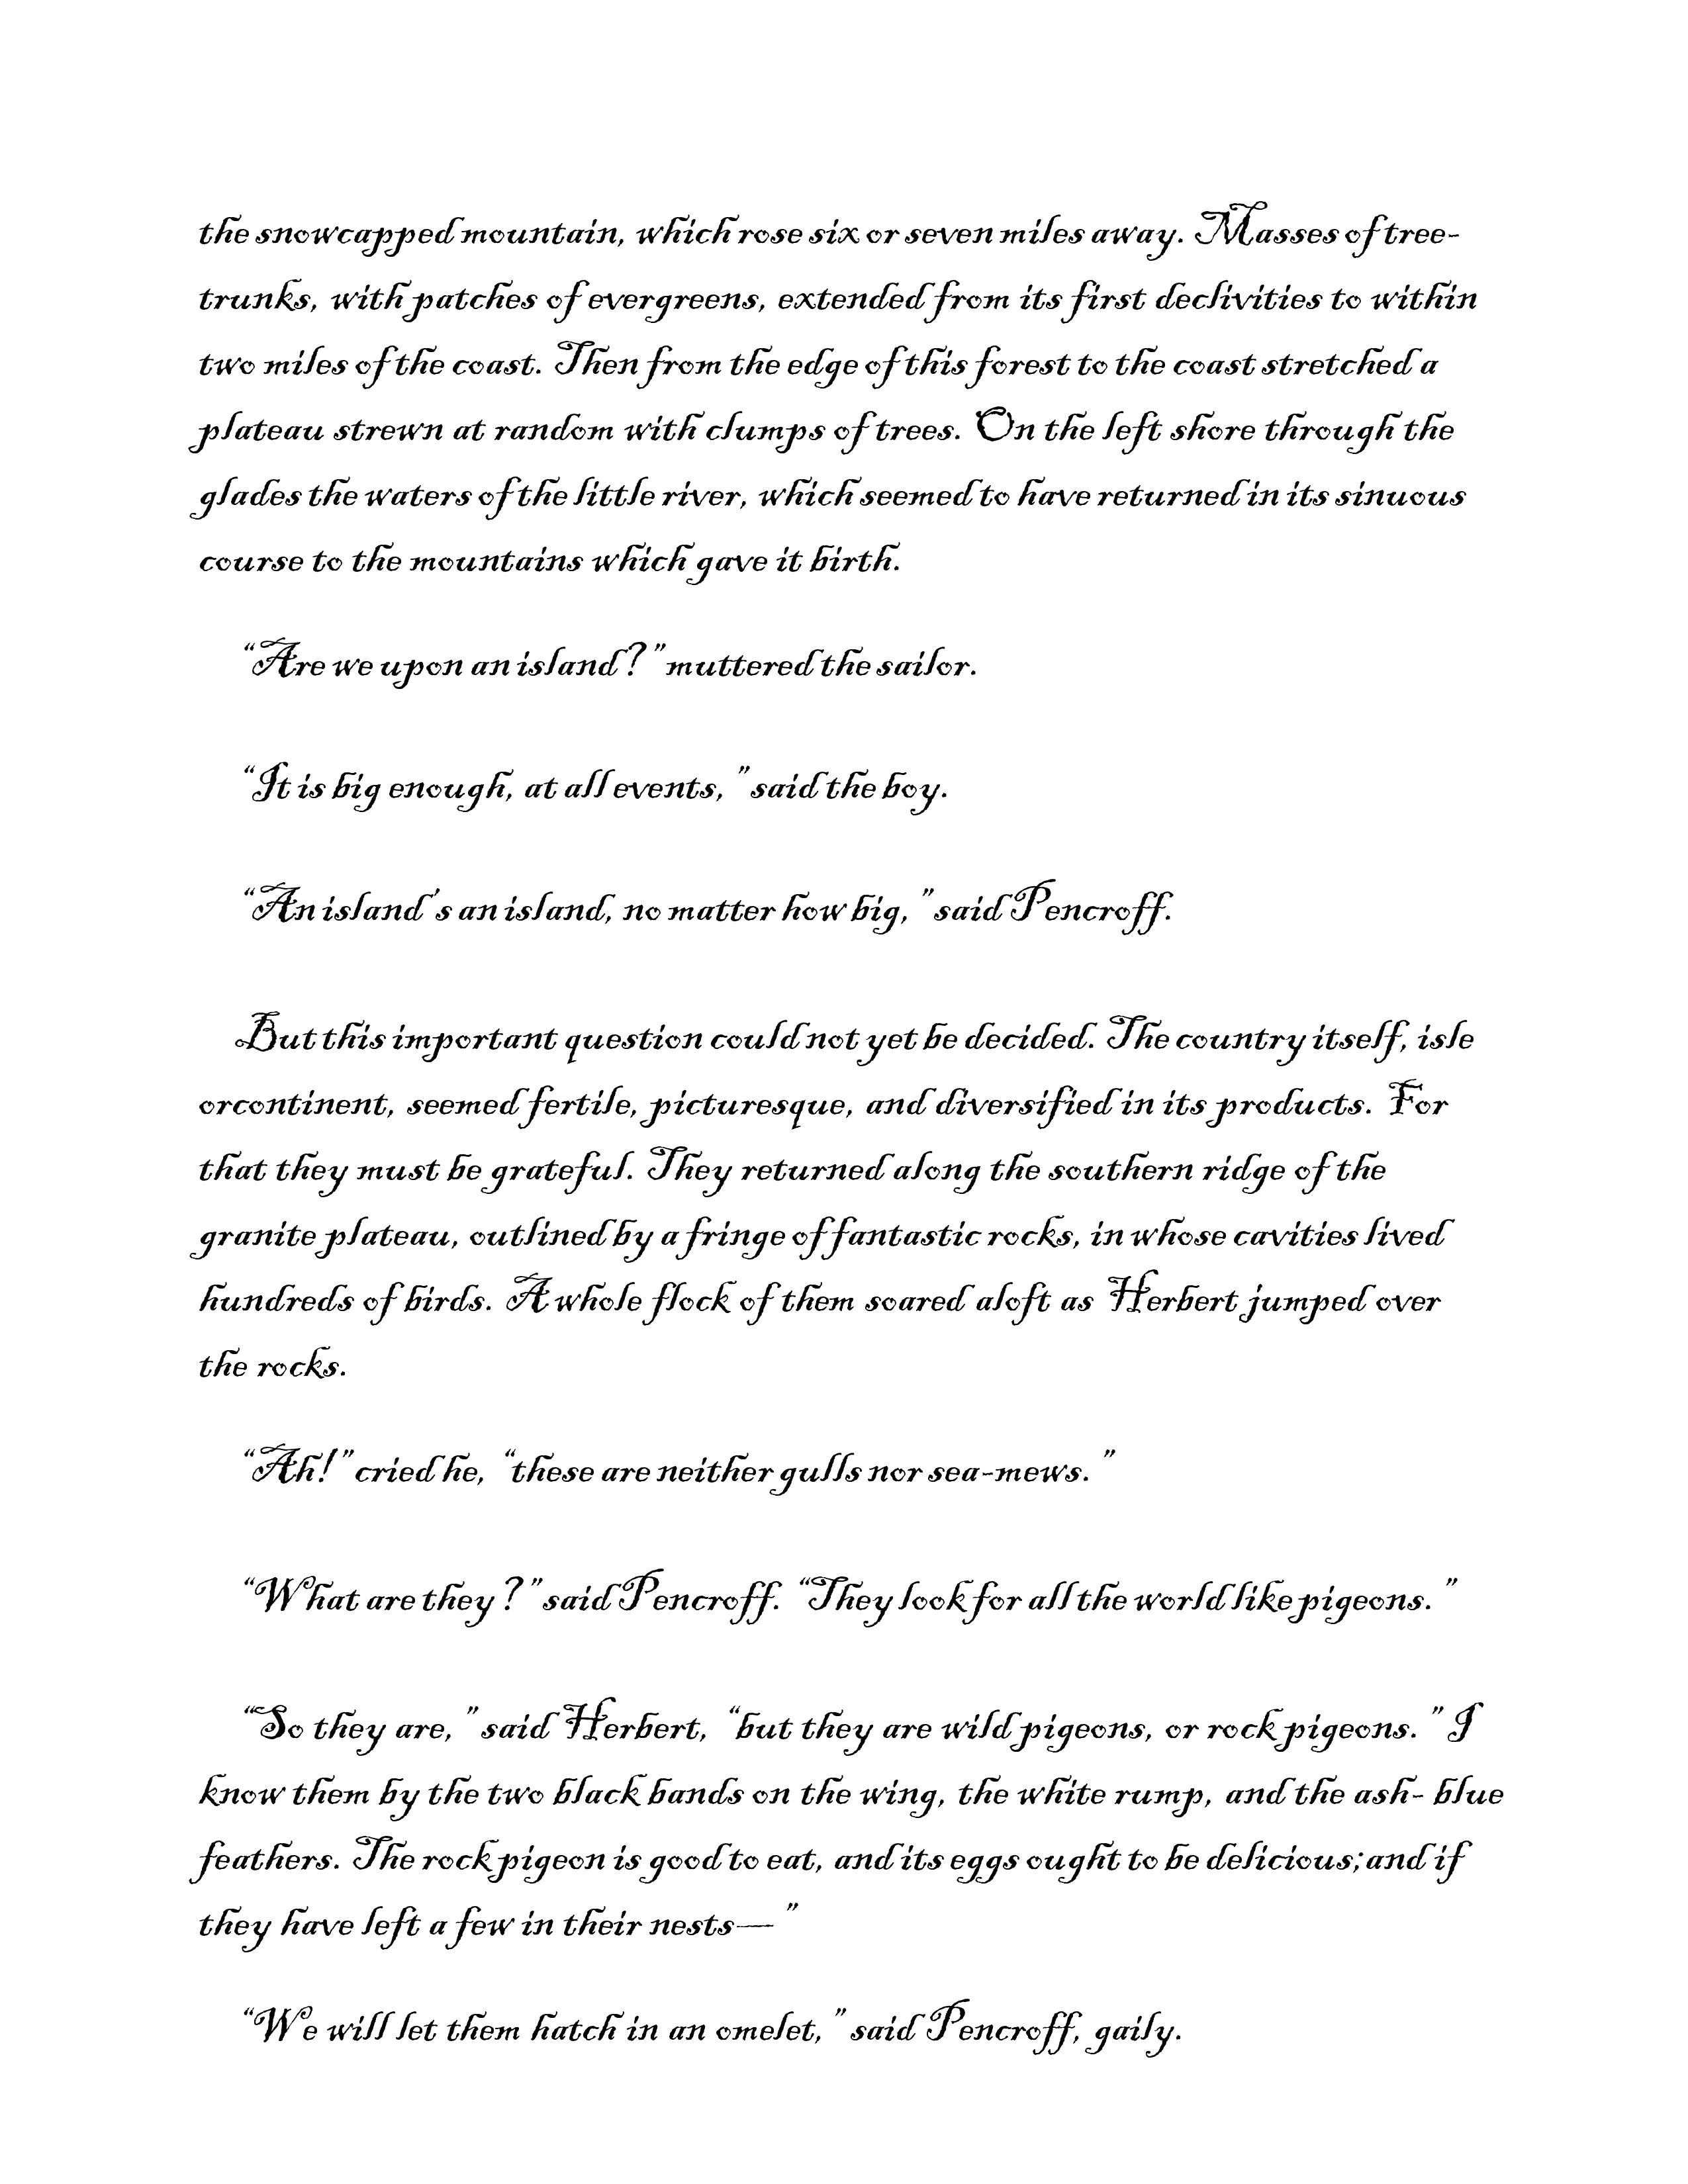 the snowcapped mountain, which rose six or seven miles away. Masses of tree-
trunks, with patches of evergreens, extended from its first declivities to within
two miles of the coast. Then from the edge of this forest to the coast stretched a
plateau strewn at random with clumps of trees. On the left shore through the
glades the waters of the little river, which seemed to have returned in its sinuous
course to the mountains which gave it birth.
“Are we upon an island?” muttered the sailor.
“It is big enough, at all events,” said the boy.
“An island’s an island, no matter how big,” said Pencroff.
But this important question could not yet be decided. The country itself, isle
orcontinent, seemed fertile, picturesque, and diversified in its products. For
that they must be grateful. They returned along the southern ridge of the
granite plateau, outlined by a fringe of fantastic rocks, in whose cavities lived
hundreds of birds. A whole flock of them soared aloft as Herbert jumped over
the rocks.
“Ah!” cried he, “these are neither gulls nor sea-mews.”
“What are they?” said Pencroff. “They look for all the world like pigeons.”
“So they are,” said Herbert, “but they are wild pigeons, or rock pigeons.” I
know them by the two black bands on the wing, the white rump, and the ash- blue
feathers. The rock pigeon is good to eat, and its eggs ought to be delicious; and if
they have left a few in their nests—”
“We will let them hatch in an omelet,” said Pencroff, gaily.